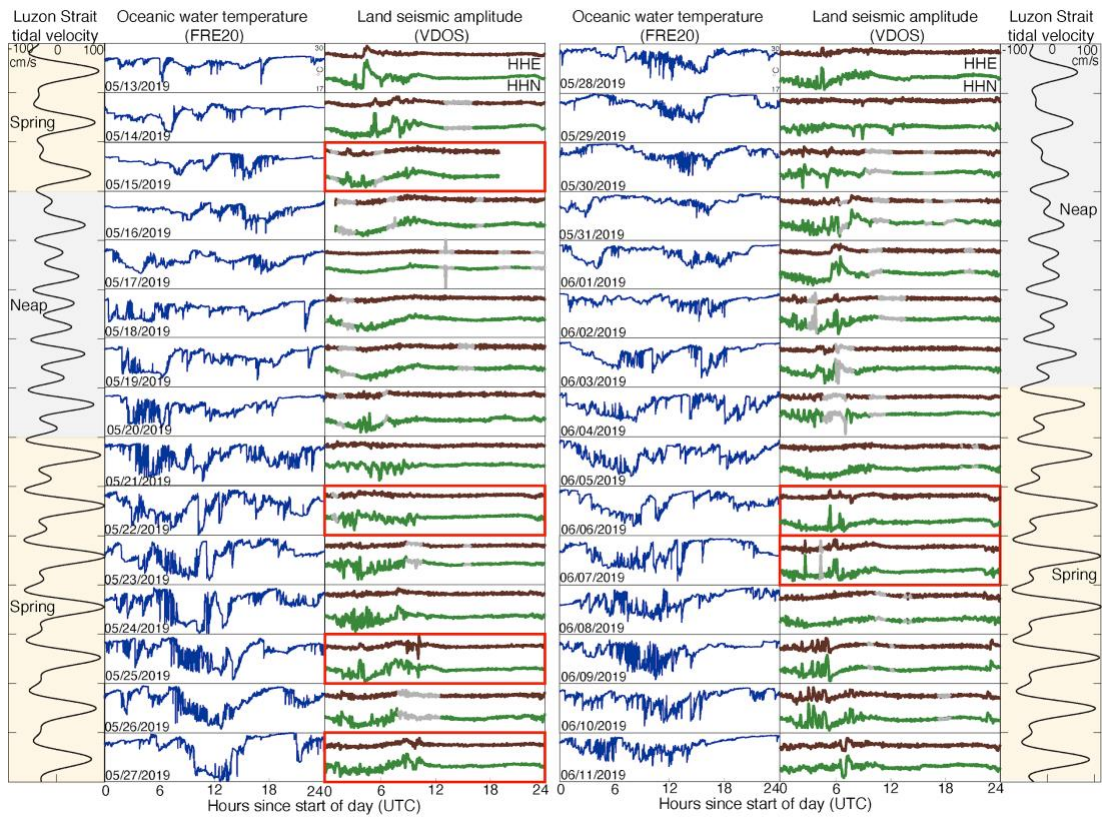 Luzon Strait
tidal velocity
Oceanic water temperature
(FRE20)
Land seismic amplitude
(VDOS)
Oceanic water temperature
(FRE20)
Land seismic amplitude
(VDOS)
Luzon Strait
tidal velocity
-100 0 100
cm/s
30
°C
17
HHE
HHN
30
°C
17
HHE
HHN
-100 0 100
cm/s
05/13/2019
05/14/2019
05/15/2019
05/16/2019
05/17/2019
05/18/2019
05/19/2019
05/20/2019
05/21/2019
05/22/2019
05/23/2019
05/24/2019
05/25/2019
05/26/2019
05/27/2019
05/28/2019
05/29/2019
05/30/2019
05/31/2019
06/01/2019
06/02/2019
06/03/2019
06/04/2019
06/05/2019
06/06/2019
06/07/2019
06/08/2019
06/09/2019
06/10/2019
06/11/2019
Spring
Neap
Spring
Neap
Spring
0 6 12 18 24 0 6 12 18 24
Hours since start of day (UTC)
0 6 12 18 24 0 6 12 18 24
Hours since start of day (UTC)